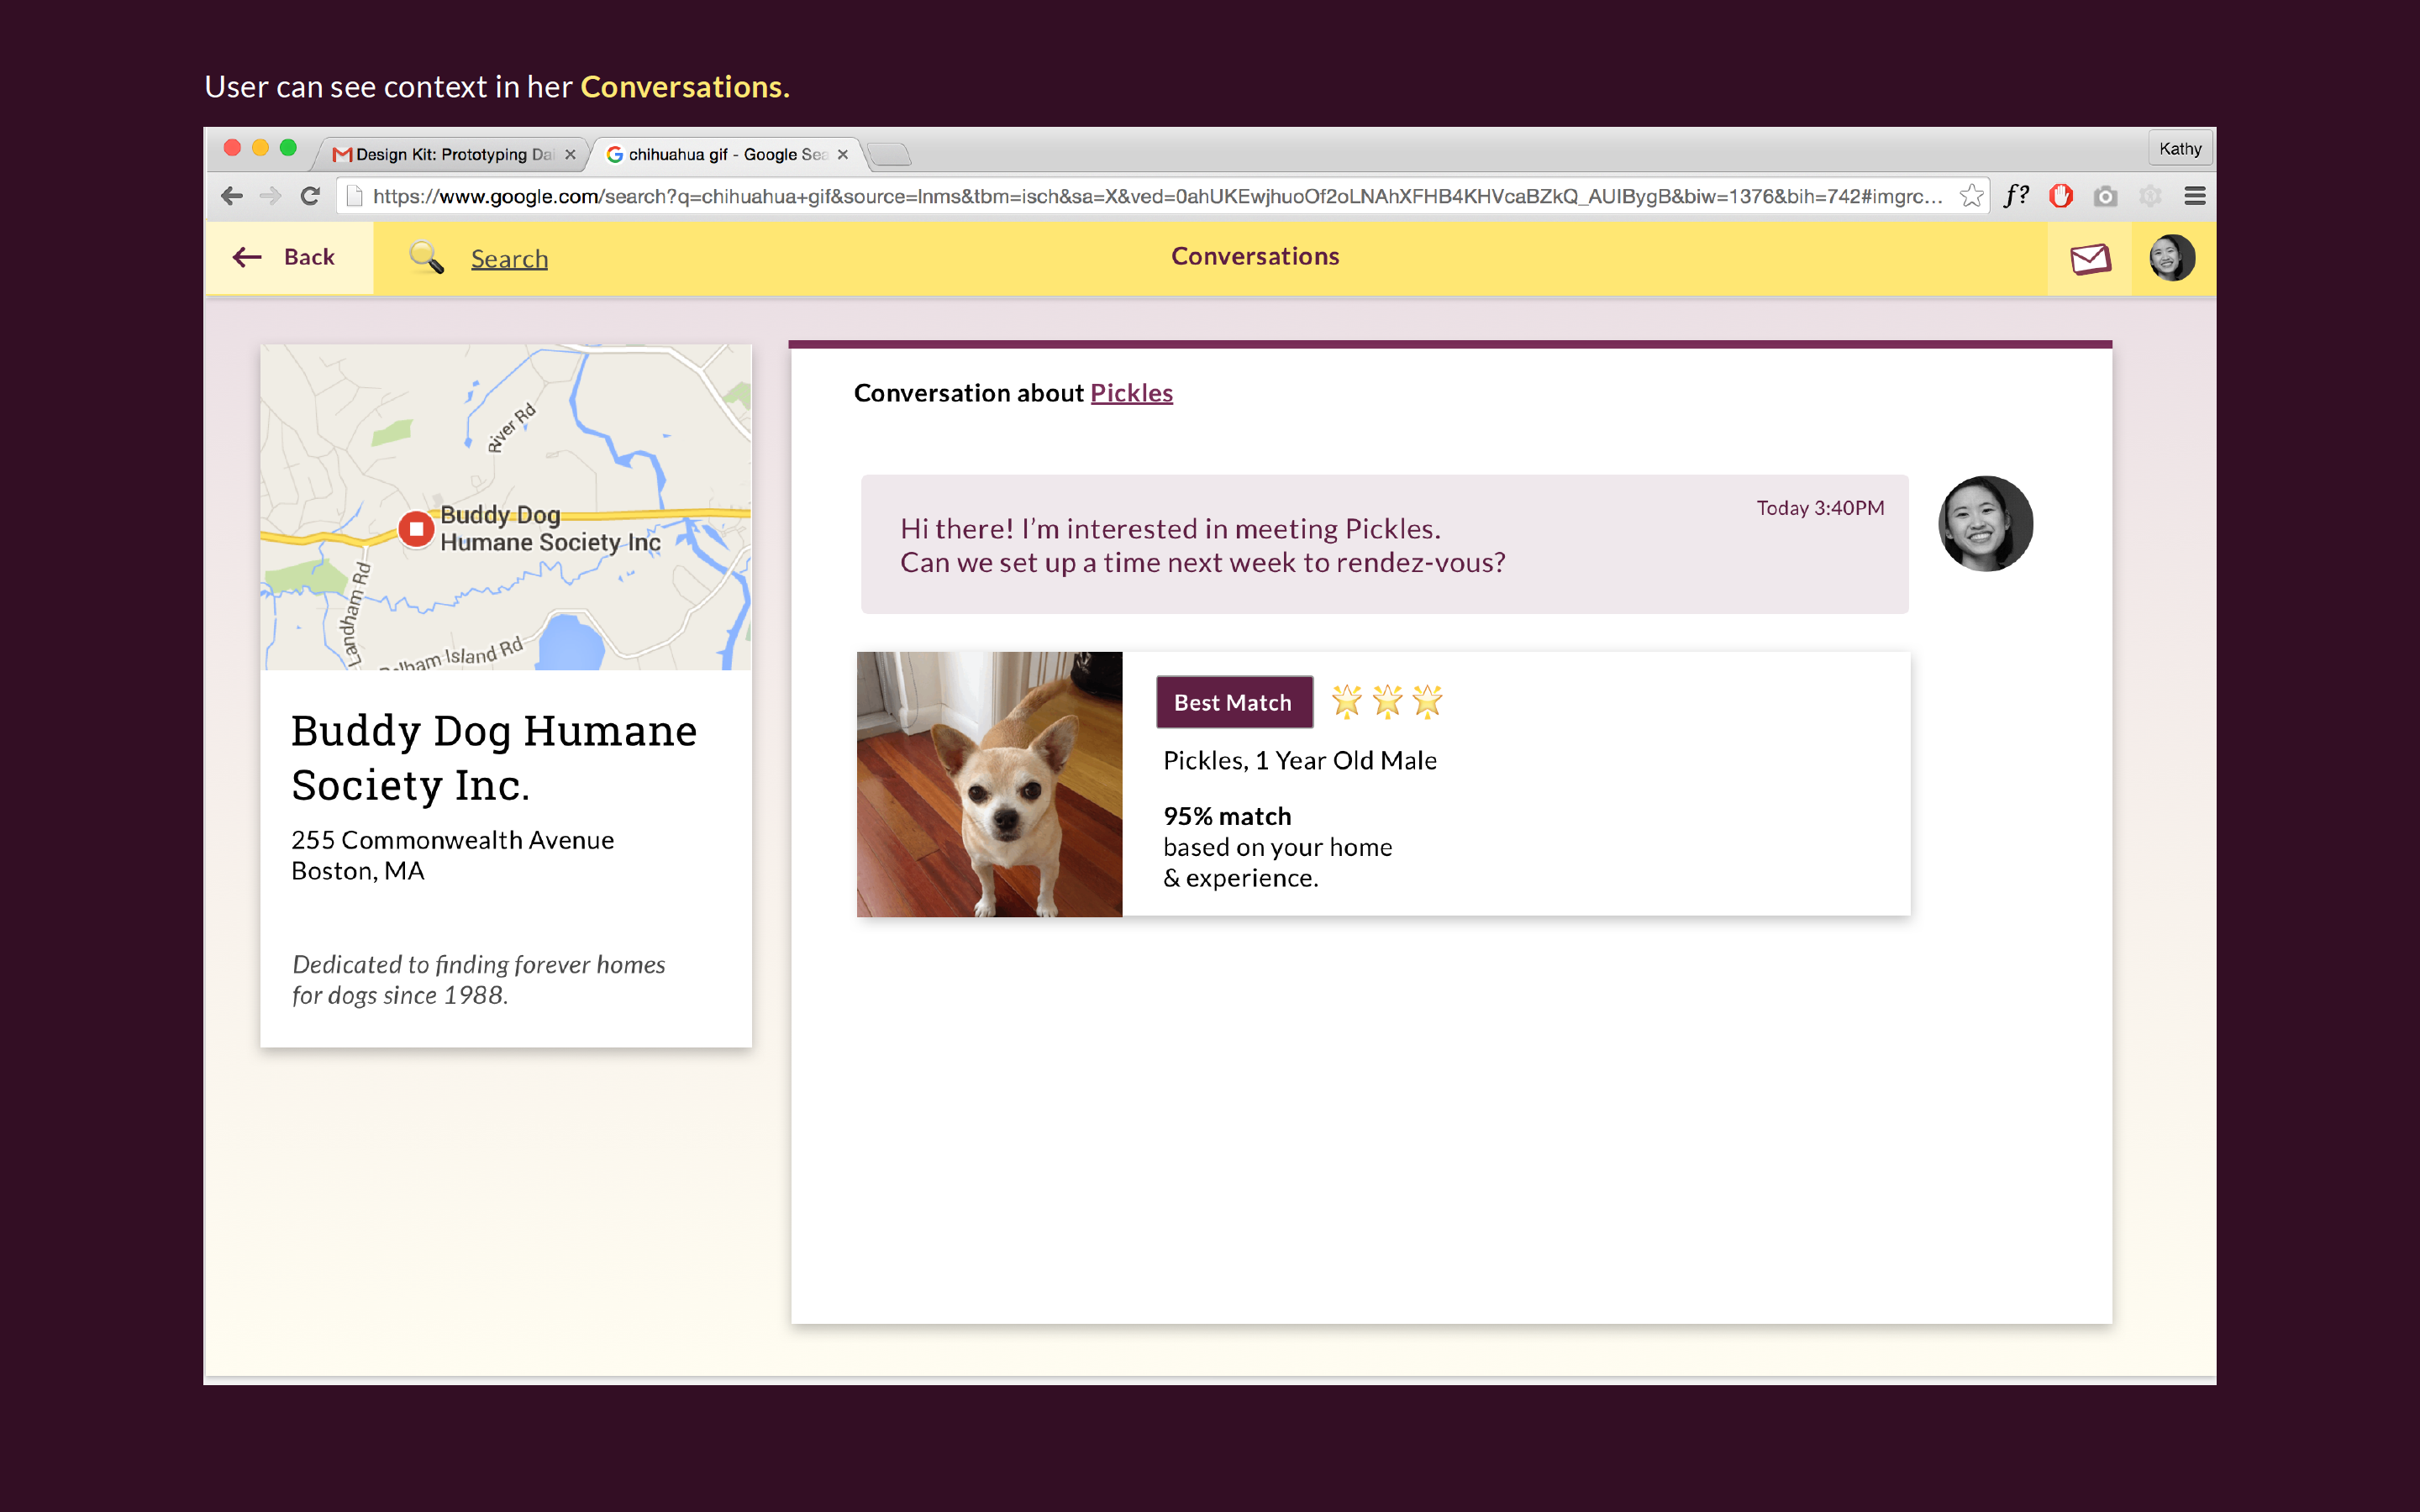 User can see context in her Conversations.
Design Kit: Prototyping Dai
chihuahua gif - Google Sea
Kathy
https://www.google.com/search?q=chihuahua+gif&source=lnms&tbm=isch&sa=X&ved=0ahUKEwjhuoOf2oLNAhXFHB4KHVcaBZkQ_AUIBygB&biw=1376&bih=742#imgrc...
f?
Back
Search
Conversations
River Rd
Buddy Dog
Humane Society Inc
Landham Rd
Island Rd
Buddy Dog Humane
Society Inc.
255 Commonwealth Avenue
Boston, MA
Dedicated to finding forever homes
for dogs since 1988.
Conversation about Pickles
Today 3:40PM
Hi there! I’m interested in meeting Pickles.
Can we set up a time next week to rendez-vous?
Best Match
Pickles, 1 Year Old Male
95% match
based on your home
& experience.